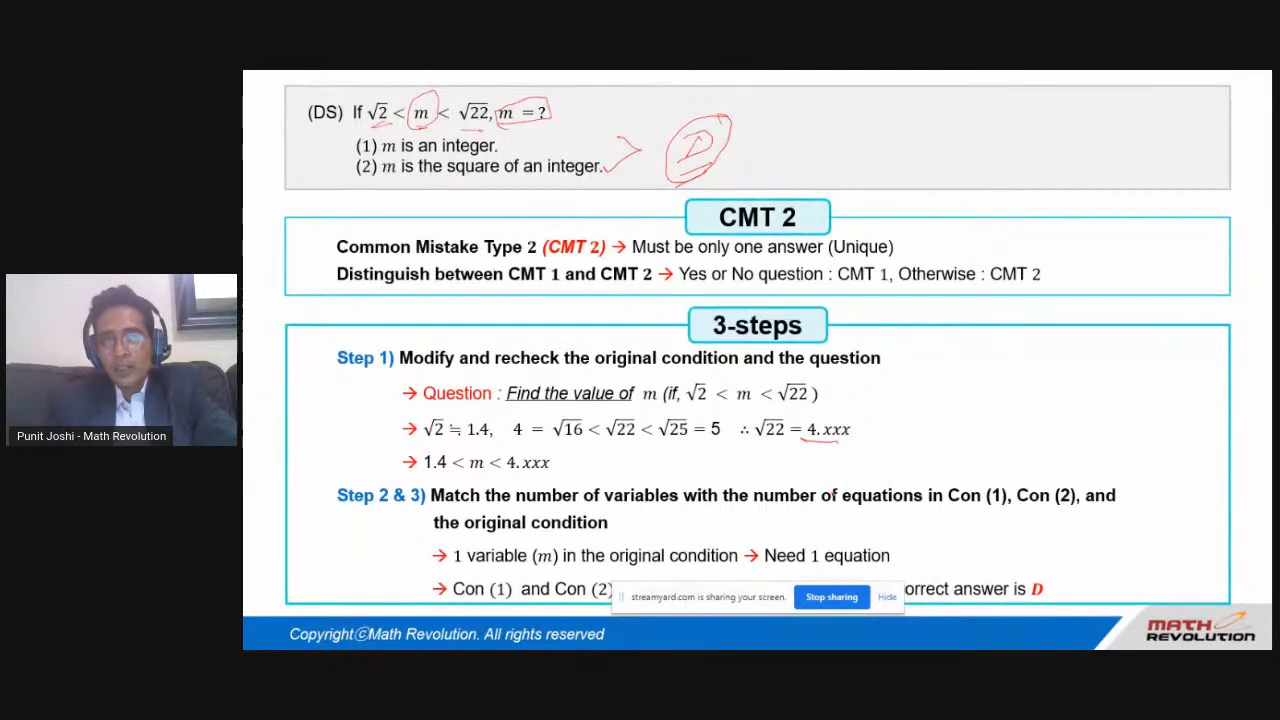 (DS) If √2 < m < √22, m = ?
(1) m is an integer.
(2) m is the square of an integer.
D
CMT 2
Common Mistake Type 2 (CMT 2) → Must be only one answer (Unique)
Distinguish between CMT 1 and CMT 2 → Yes or No question : CMT 1, Otherwise : CMT 2
3-steps
Step 1) Modify and recheck the original condition and the question
→ Question : Find the value of m (if, √2 < m < √22 )
→ √2 ≒ 1.4, 4 = √16 < √22 < √25 = 5 ∴ √22 = 4.xxx
→ 1.4 < m < 4.xxx
Step 2 & 3) Match the number of variables with the number of equations in Con (1), Con (2), and
the original condition
→ 1 variable (m) in the original condition → Need 1 equation
→ Con (1) and Con (2) orrect answer is D
streamyard.com is sharing your screen. Stop sharing Hide
Punit Joshi - Math Revolution
CopyrightⓒMath Revolution. All rights reserved
MATH
REVOLUTION